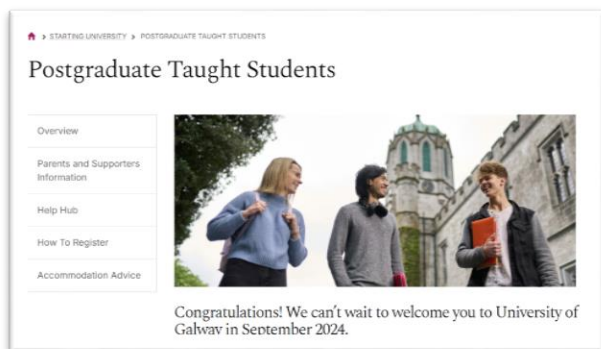 STARTING UNIVERSITY > POSTGRADUATE TAUGHT STUDENTS
Postgraduate Taught Students
Overview
Parents and Supporters
Information
Help Hub
How To Register
Accommodation Advice
Congratulations! We can't wait to welcome you to University of
Galway in September 2024.